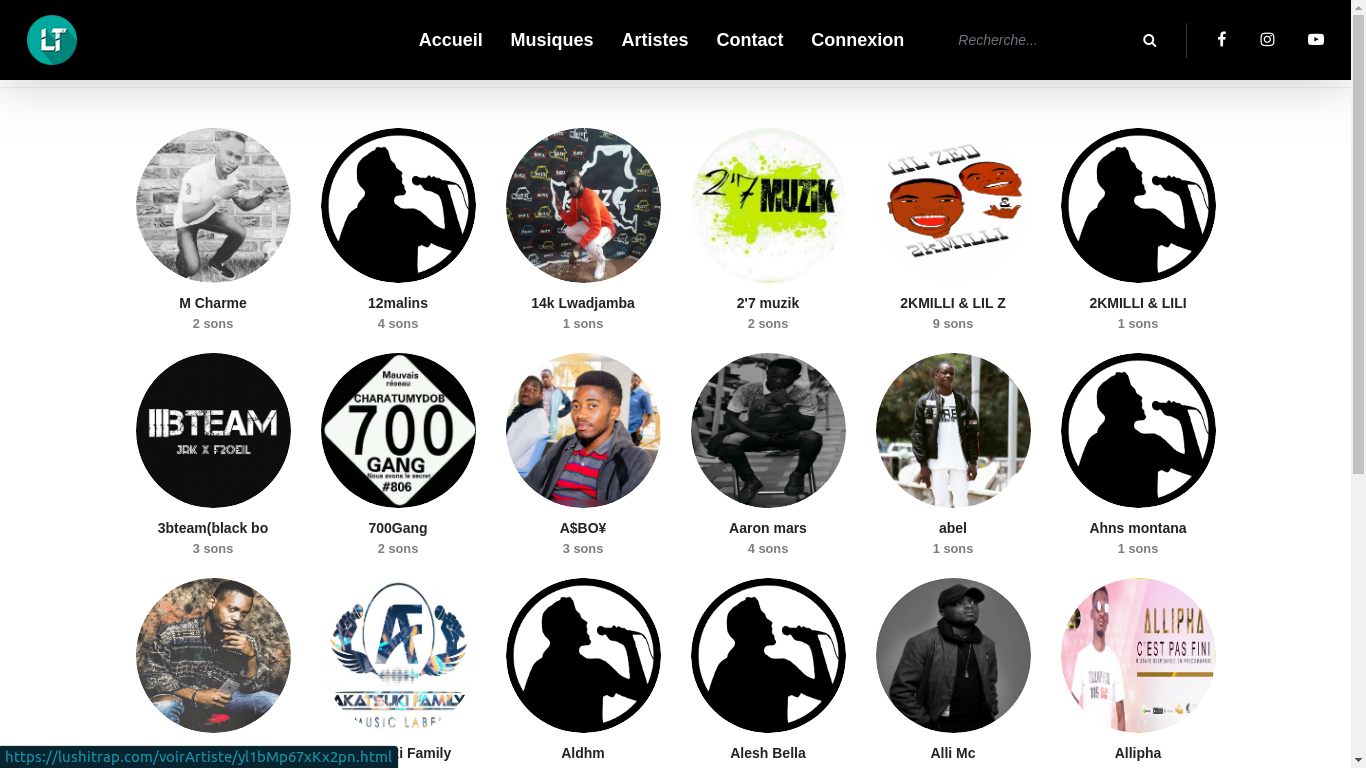 LT
Accueil
Musiques
Artistes
Contact
Connexion
Recherche...
2'7 MUZIK
LIL ZED
&
2KMILLI
M Charme
12malins
14k Lwadjamba
2'7 muzik
2KMILLI & LIL Z
2KMILLI & LILI
2 sons
4 sons
1 sons
2 sons
9 sons
1 sons
BTEAM
JRK X F2OEIL
Mauvais
réseau
CHARATUMYDOB
700
GANG
Nous avons le secret
#806
3bteam(black bo
700Gang
A$BO¥
Aaron mars
abel
Ahns montana
3 sons
2 sons
3 sons
4 sons
1 sons
1 sons
AF
AKATSUKI FAMILY
MUSIC LABEL
ALLIPHA
C'EST PAS FINI
ki Family
Aldhm
Alesh Bella
Alli Mc
Allipha
https://lushitrap.com/voirArtiste/yl1bMp67xKx2pn.html